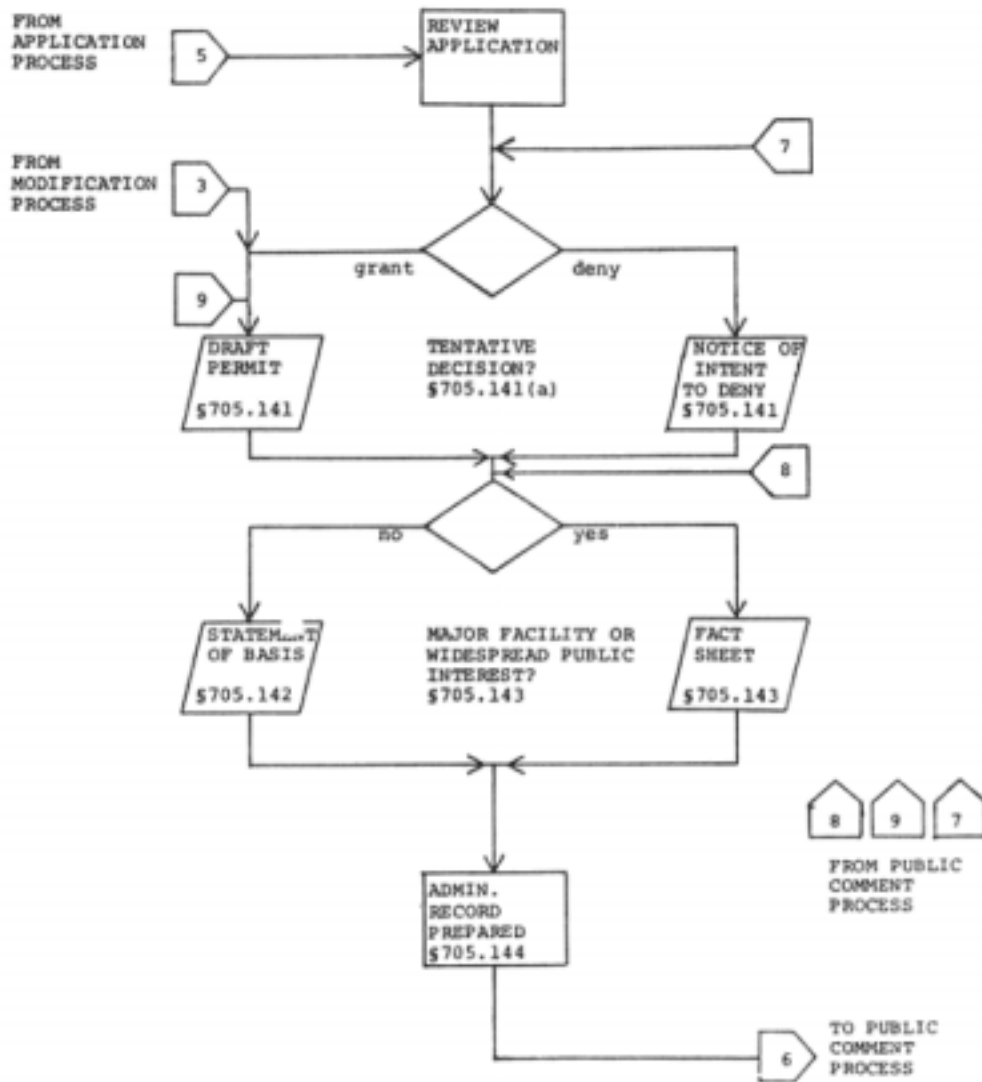 FROM
APPLICATION
PROCESS
5
REVIEW
APPLICATION
7
FROM
MODIFICATION
PROCESS
3
grant
deny
9
DRAFT
PERMIT
§705.141
TENTATIVE
DECISION?
§705.141(a)
NOTICE OF
INTENT
TO DENY
§705.141
8
no
yes
STATEMENT
OF BASIS
§705.142
MAJOR FACILITY OR
WIDESPREAD PUBLIC
INTEREST?
§705.143
FACT
SHEET
§705.143
8
9
7
FROM PUBLIC
COMMENT
PROCESS
ADMIN.
RECORD
PREPARED
§705.144
6
TO PUBLIC
COMMENT
PROCESS